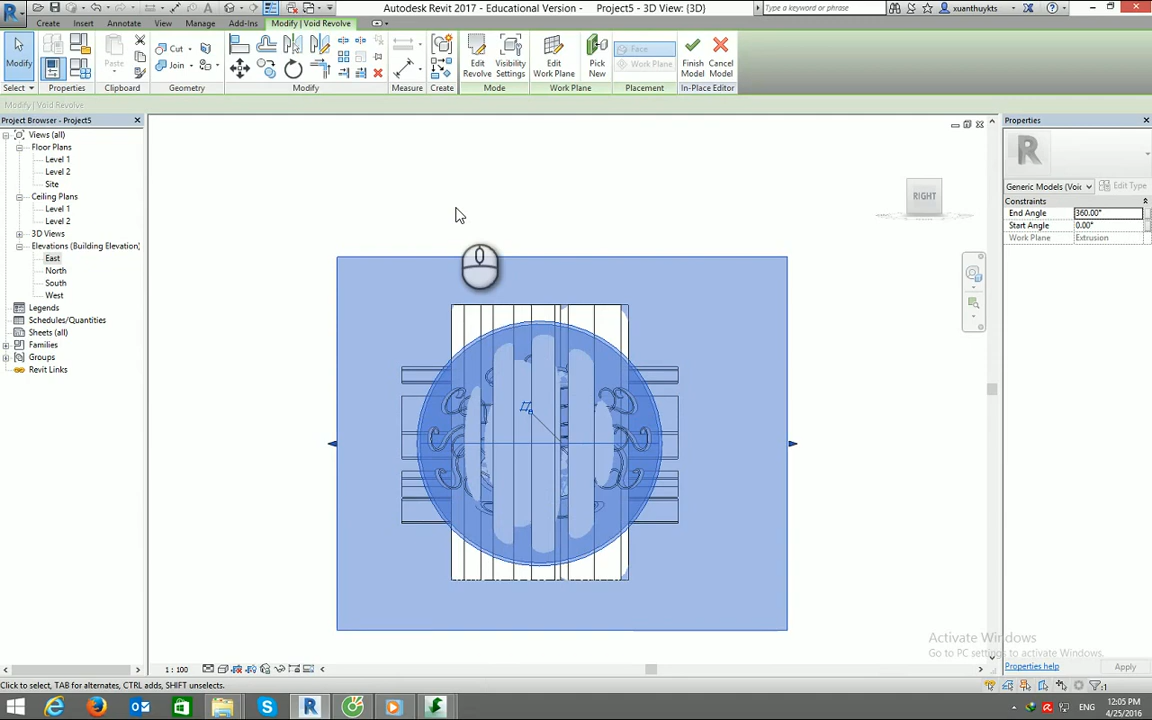 Autodesk Revit 2017 - Educational Version - Project5 - 3D View: {3D}
Type a keyword or phrase
xuanthuykts
Create Insert Annotate View Manage Add-Ins Modify | Void Revolve
Modify
Paste
Cut
Join
Edit Revolve
Visibility Settings
Edit Work Plane
Pick New
Face
Work Plane
Finish Model
Cancel Model
Select Properties Clipboard Geometry Modify Measure Create Mode Work Plane Placement In-Place Editor
Modify | Void Revolve
Project Browser - Project5
Views (all)
Floor Plans
Level 1
Level 2
Site
Ceiling Plans
Level 1
Level 2
3D Views
Elevations (Building Elevation)
East
North
South
West
Legends
Schedules/Quantities
Sheets (all)
Families
Groups
Revit Links
RIGHT
Properties
R
Generic Models (Voi
Edit Type
Constraints
End Angle 360.00°
Start Angle 0.00°
Work Plane Extrusion
Activate Windows
Go to PC settings to activate Windows.
Properties help
Apply
1 : 100
Click to select, TAB for alternates, CTRL adds, SHIFT unselects.
:1
ENG
12:05 PM
4/25/2016